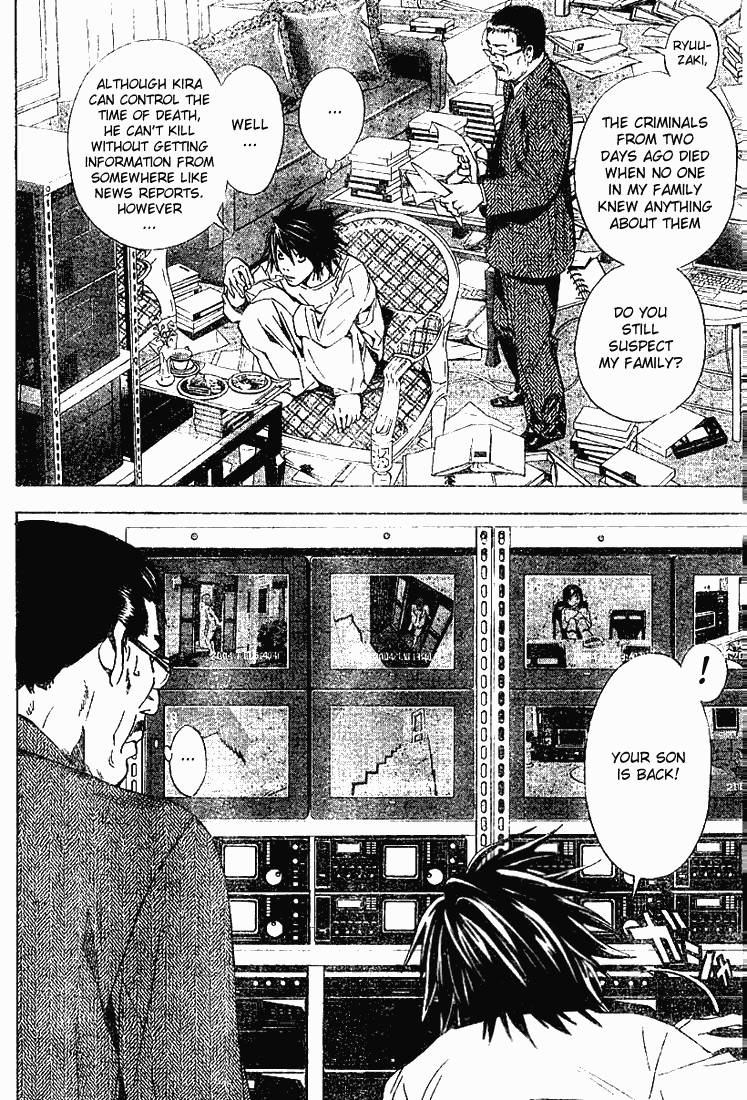 RYUU-
ZAKI,
THE CRIMINALS
FROM TWO
DAYS AGO DIED
WHEN NO ONE
IN MY FAMILY
KNEW ANYTHING
ABOUT THEM
DO YOU
STILL
SUSPECT
MY FAMILY?
...
WELL
...
ALTHOUGH KIRA
CAN CONTROL THE
TIME OF DEATH,
HE CAN'T KILL
WITHOUT GETTING
INFORMATION FROM
SOMEWHERE LIKE
NEWS REPORTS.
HOWEVER
...
!
YOUR SON
IS BACK!
...